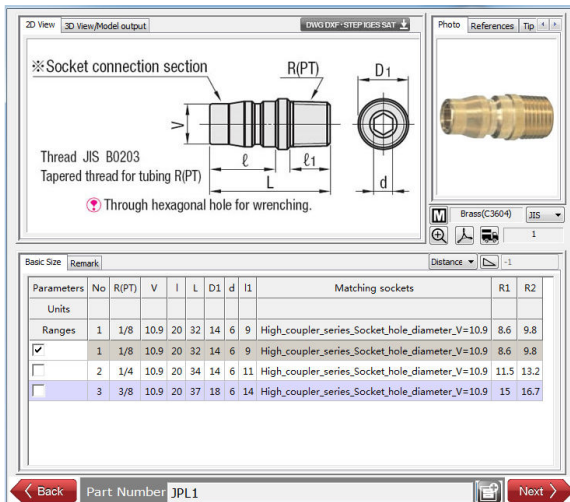 2D View 3D View/Model output DWG DXF·STEP IGES SAT
Photo References Tip
※Socket connection section
R(PT)
D1
V
Thread JIS B0203
Tapered thread for tubing R(PT)
ℓ ℓ1
L d
Through hexagonal hole for wrenching.
M Brass(C3604) JIS
1
Basic Size Remark Distance -1
Parameters No R(PT) V l L D1 d l1 Matching sockets R1 R2
Units
Ranges 1 1/8 10.9 20 32 14 6 9 High_coupler_series_Socket_hole_diameter_V=10.9 8.6 9.8
1 1/8 10.9 20 32 14 6 9 High_coupler_series_Socket_hole_diameter_V=10.9 8.6 9.8
2 1/4 10.9 20 34 14 6 11 High_coupler_series_Socket_hole_diameter_V=10.9 11.5 13.2
3 3/8 10.9 20 37 18 6 14 High_coupler_series_Socket_hole_diameter_V=10.9 15 16.7
Back Part Number JPL1 Next